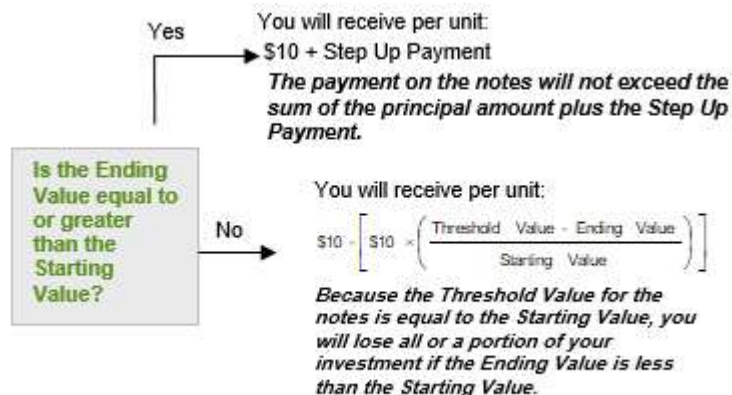 Yes
You will receive per unit:
$10 + Step Up Payment
The payment on the notes will not exceed the
sum of the principal amount plus the Step Up
Payment.
Is the Ending
Value equal to
or greater
than the
Starting
Value?
No
You will receive per unit:
$10 - [ $10 × ( Threshold Value - Ending Value
Starting Value ) ]
Because the Threshold Value for the
notes is equal to the Starting Value, you
will lose all or a portion of your
investment if the Ending Value is less
than the Starting Value.